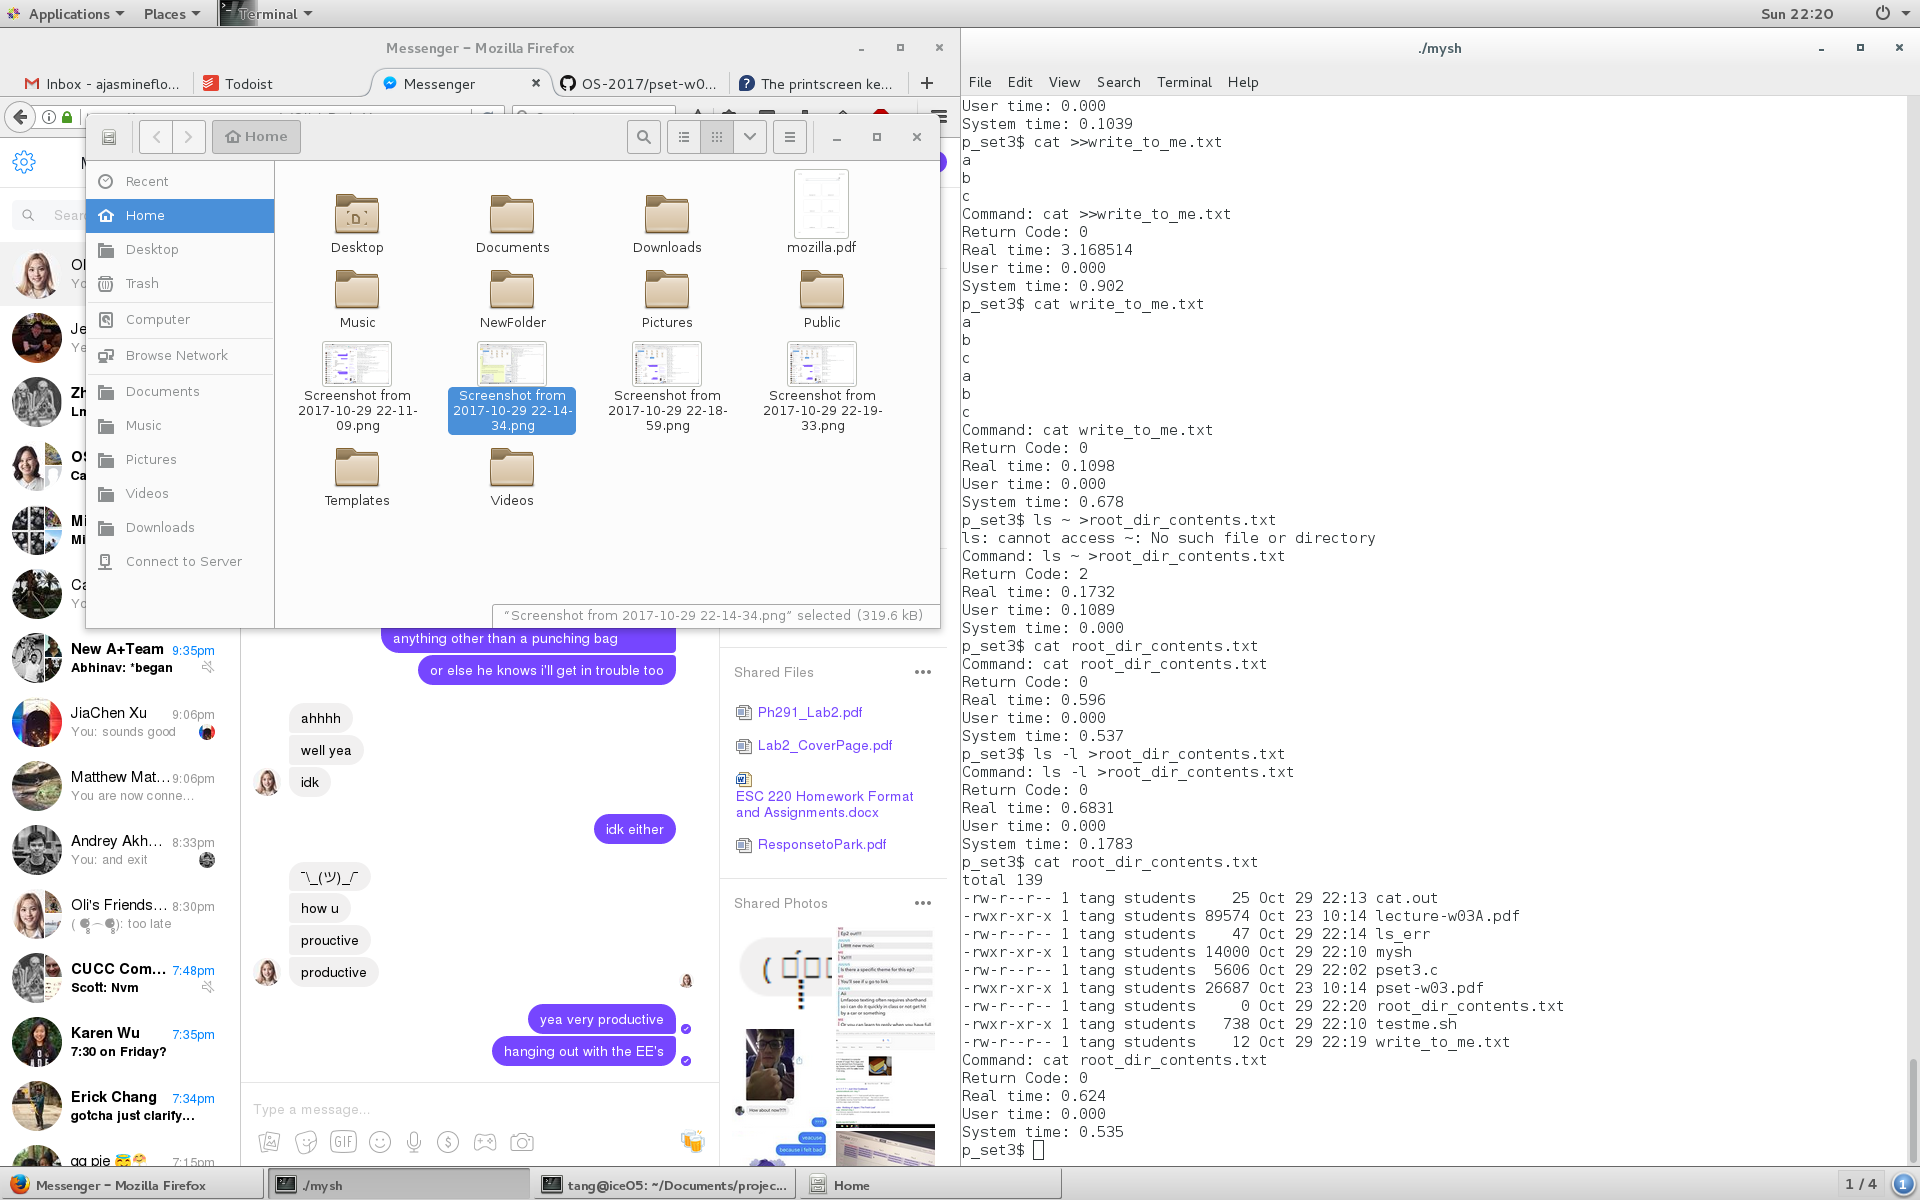 Applications
Places
Terminal
Sun 22:20
Messenger – Mozilla Firefox
Inbox - ajasmineflo...
Todoist
Messenger
OS-2017/pset-w0...
The printscreen ke...
Home
Recent
Home
Desktop
Trash
Computer
Browse Network
Documents
Music
Pictures
Videos
Downloads
Connect to Server
Desktop
Documents
Downloads
mozilla.pdf
Music
NewFolder
Pictures
Public
Screenshot from
2017-10-29 22-11-
09.png
Screenshot from
2017-10-29 22-14-
34.png
Screenshot from
2017-10-29 22-18-
59.png
Screenshot from
2017-10-29 22-19-
33.png
Templates
Videos
"Screenshot from 2017-10-29 22-14-34.png" selected (319.6 kB)
New A+Team 9:35pm
Abhinav: *began
JiaChen Xu 9:06pm
You: sounds good
Matthew Mat... 9:06pm
You are now conne...
Andrey Akh... 8:33pm
You: and exit
Oli's Friends... 8:30pm
too late
CUCC Com... 7:48pm
Scott: Nvm
Karen Wu 7:35pm
7:30 on Friday?
Erick Chang 7:34pm
gotcha just clarify...
qq pie 😇 7:15pm
anything other than a punching bag
or else he knows i'll get in trouble too
ahhhh
well yea
idk
idk either
¯\_(ツ)_/¯
how u
prouctive
productive
yea very productive
hanging out with the EE's
Type a message...
GIF
Shared Files
Ph291_Lab2.pdf
Lab2_CoverPage.pdf
ESC 220 Homework Format
and Assignments.docx
ResponsetoPark.pdf
Shared Photos
./mysh
File Edit View Search Terminal Help
User time: 0.000
System time: 0.1039
p_set3$ cat >>write_to_me.txt
a
b
c
Command: cat >>write_to_me.txt
Return Code: 0
Real time: 3.168514
User time: 0.000
System time: 0.902
p_set3$ cat write_to_me.txt
a
b
c
a
b
c
Command: cat write_to_me.txt
Return Code: 0
Real time: 0.1098
User time: 0.000
System time: 0.678
p_set3$ ls ~ >root_dir_contents.txt
ls: cannot access ~: No such file or directory
Command: ls ~ >root_dir_contents.txt
Return Code: 2
Real time: 0.1732
User time: 0.1089
System time: 0.000
p_set3$ cat root_dir_contents.txt
Command: cat root_dir_contents.txt
Return Code: 0
Real time: 0.596
User time: 0.000
System time: 0.537
p_set3$ ls -l >root_dir_contents.txt
Command: ls -l >root_dir_contents.txt
Return Code: 0
Real time: 0.6831
User time: 0.000
System time: 0.1783
p_set3$ cat root_dir_contents.txt
total 139
-rw-r--r-- 1 tang students 25 Oct 29 22:13 cat.out
-rwxr-xr-x 1 tang students 89574 Oct 23 10:14 lecture-w03A.pdf
-rw-r--r-- 1 tang students 47 Oct 29 22:14 ls_err
-rwxr-xr-x 1 tang students 14000 Oct 29 22:10 mysh
-rw-r--r-- 1 tang students 5606 Oct 29 22:02 pset3.c
-rwxr-xr-x 1 tang students 26687 Oct 23 10:14 pset-w03.pdf
-rw-r--r-- 1 tang students 0 Oct 29 22:20 root_dir_contents.txt
-rwxr-xr-x 1 tang students 738 Oct 29 22:10 testme.sh
-rw-r--r-- 1 tang students 12 Oct 29 22:19 write_to_me.txt
Command: cat root_dir_contents.txt
Return Code: 0
Real time: 0.624
User time: 0.000
System time: 0.535
p_set3$
Messenger – Mozilla Firefox
./mysh
tang@ice05: ~/Documents/projec...
Home
1 / 4
1